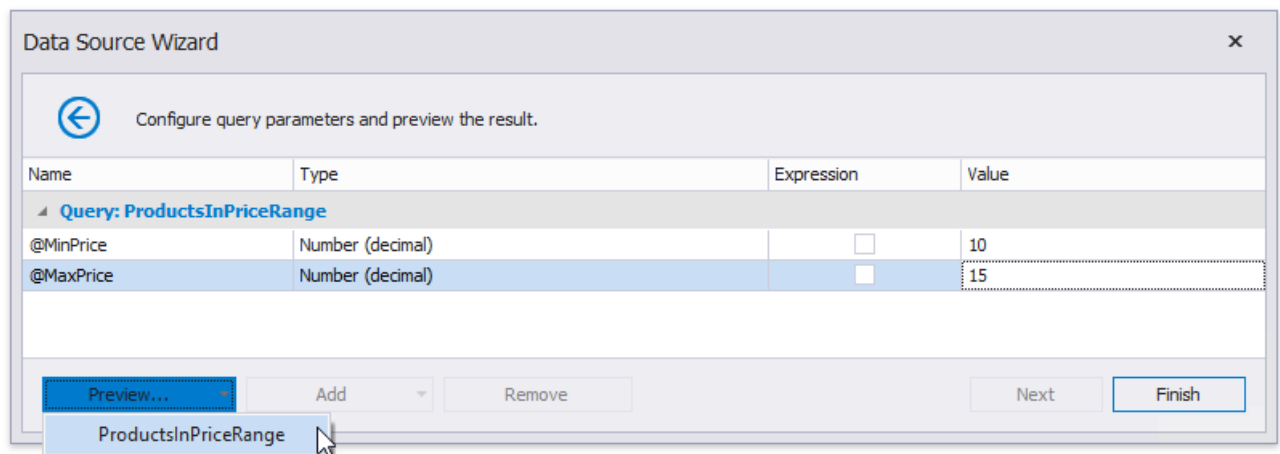 Data Source Wizard
Configure query parameters and preview the result.
Name Type Expression Value
Query: ProductsInPriceRange
@MinPrice Number (decimal) 10
@MaxPrice Number (decimal) 15
Preview... Add Remove Next Finish
ProductsInPriceRange